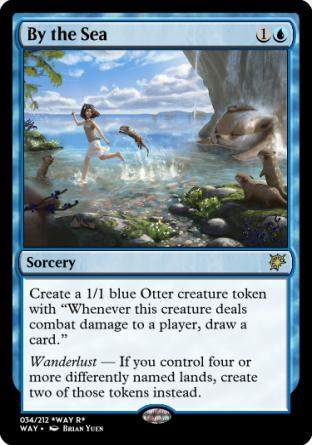 By the Sea 1
Sorcery
Create a 1/1 blue Otter creature token
with “Whenever this creature deals
combat damage to a player, draw a
card.”
Wanderlust — If you control four
or more differently named lands, create
two of those tokens instead.
034/212 *WAY R*
WAY • Brian Yuen